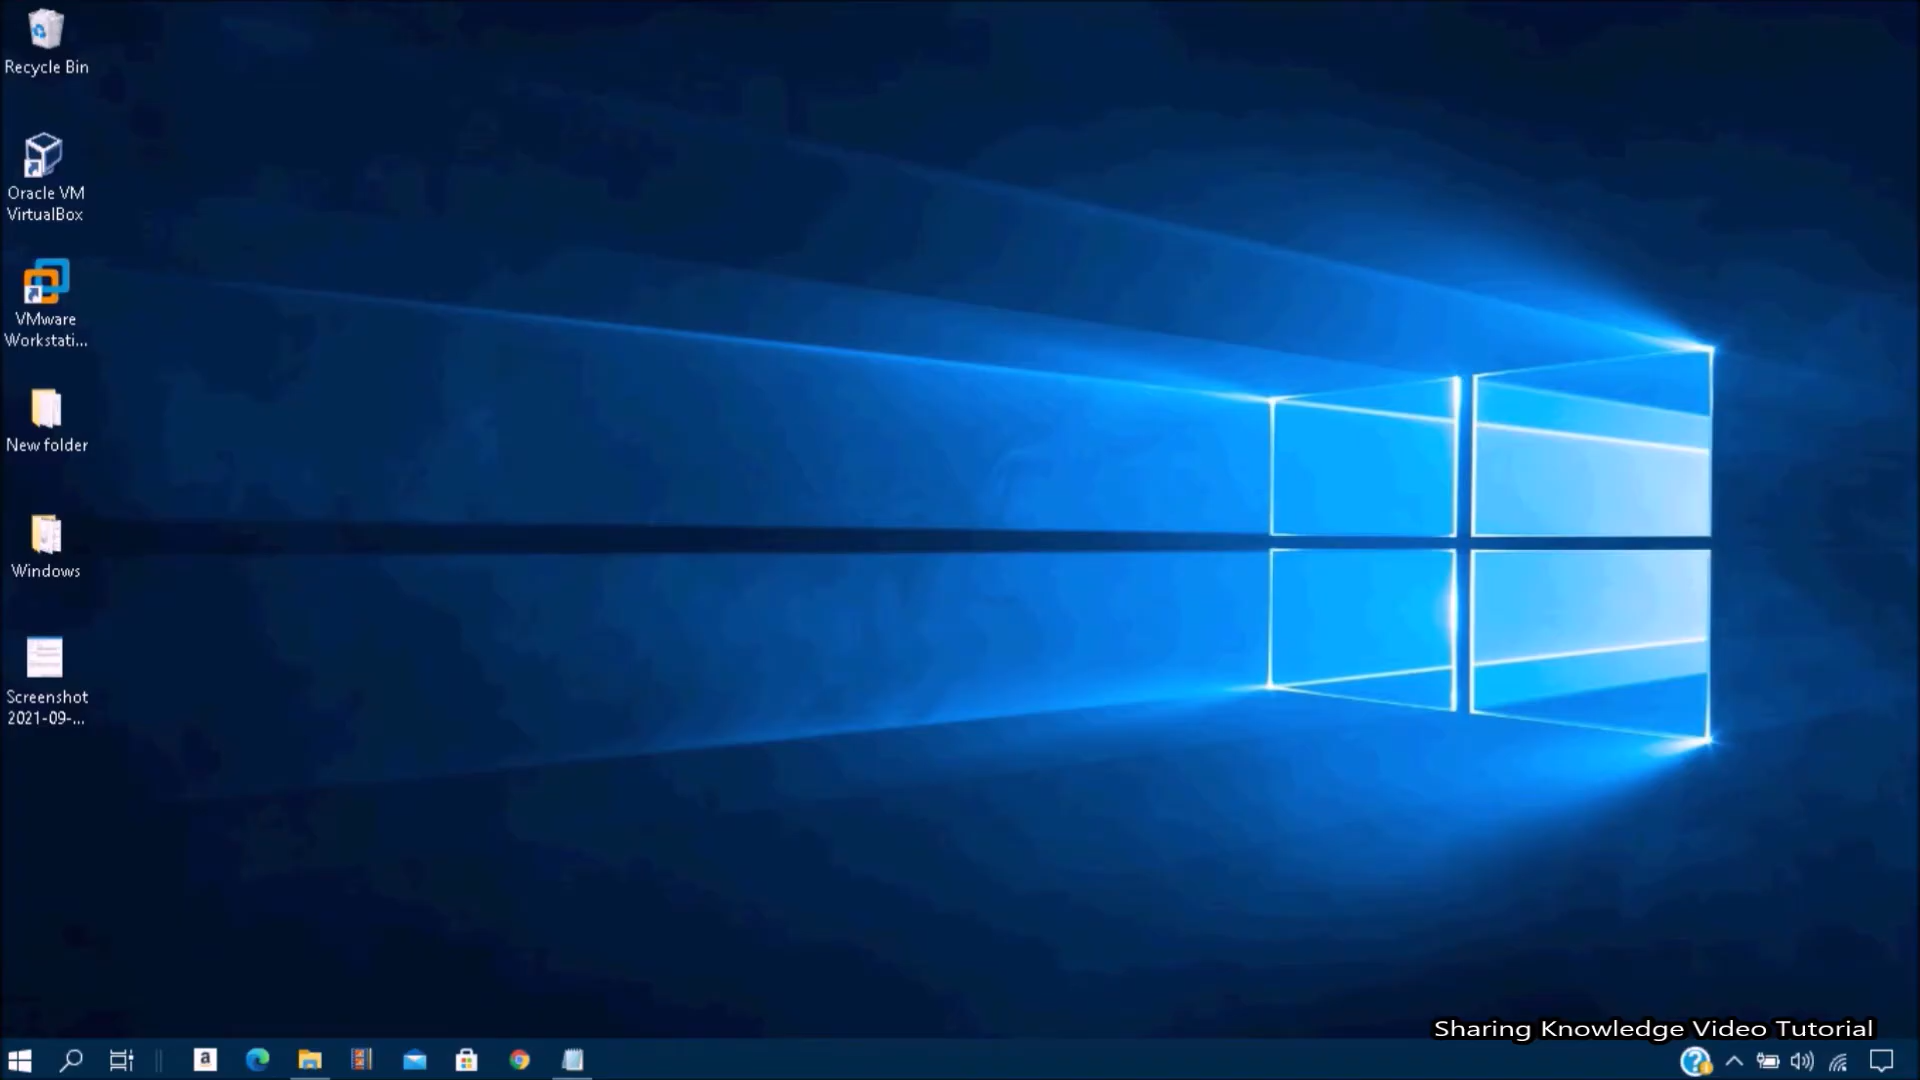 Recycle Bin
Oracle VM
VirtualBox
VMware
Workstati...
New folder
Windows
Screenshot
2021-09-...
Sharing Knowledge Video Tutorial
a